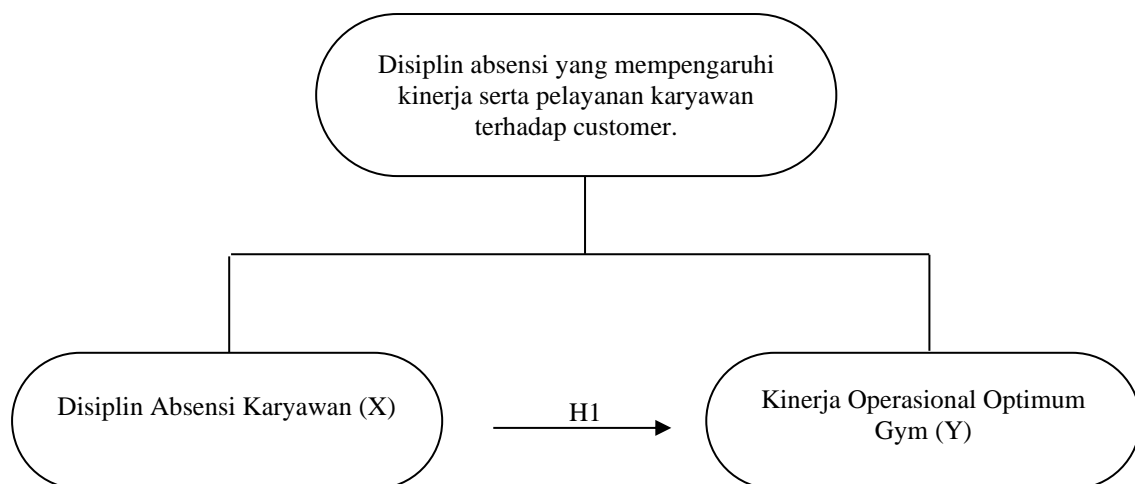 Disiplin absensi yang mempengaruhi
kinerja serta pelayanan karyawan
terhadap customer.
Disiplin Absensi Karyawan (X)
H1
Kinerja Operasional Optimum
Gym (Y)